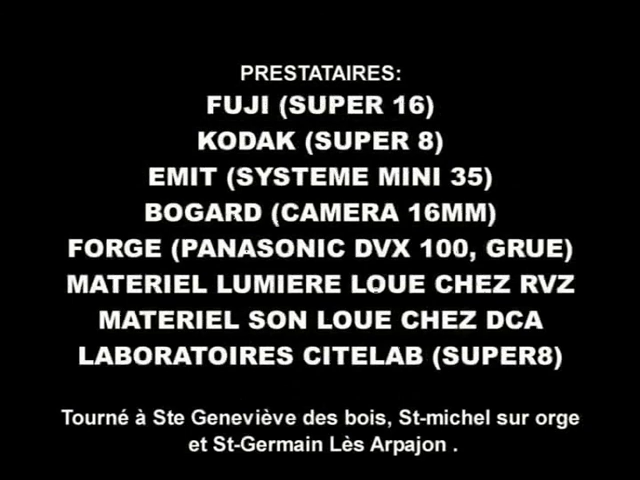 PRESTATAIRES:
FUJI (SUPER 16)
KODAK (SUPER 8)
EMIT (SYSTEME MINI 35)
BOGARD (CAMERA 16MM)
FORGE (PANASONIC DVX 100, GRUE)
MATERIEL LUMIERE LOUE CHEZ RVZ
MATERIEL SON LOUE CHEZ DCA
LABORATOIRES CITELAB (SUPER8)
Tourné à Ste Geneviève des bois, St-michel sur orge
et St-Germain Lès Arpajon .